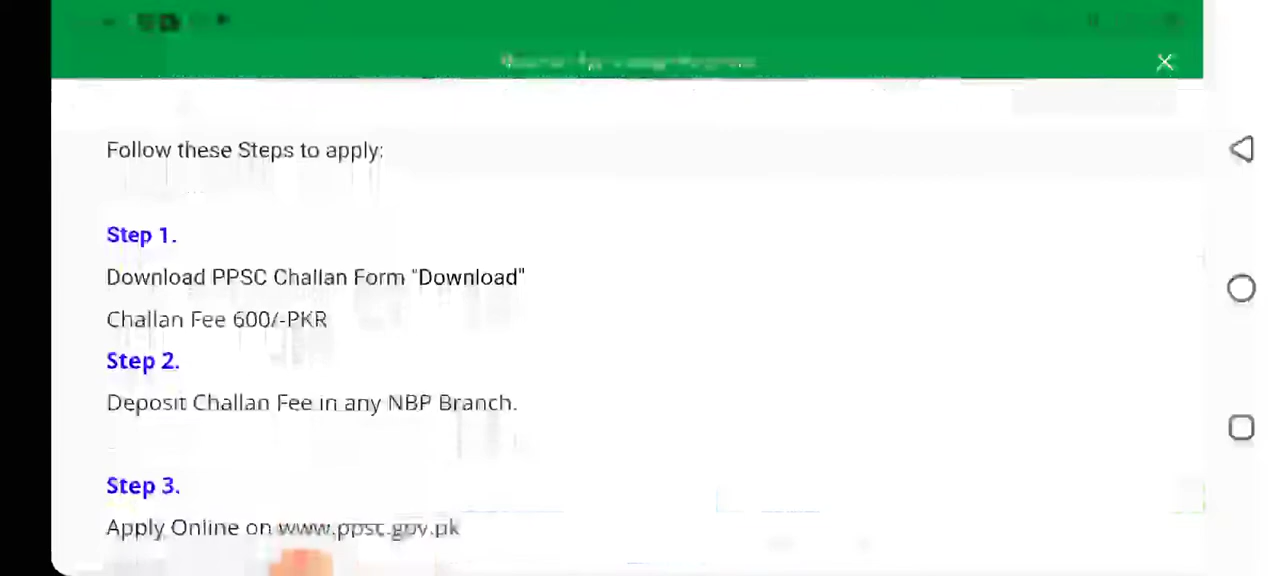 Follow these Steps to apply:
Step 1.
Download PPSC Challan Form "Download"
Challan Fee 600/-PKR
Step 2.
Deposit Challan Fee in any NBP Branch.
Step 3.
Apply Online on www.ppsc.gov.pk